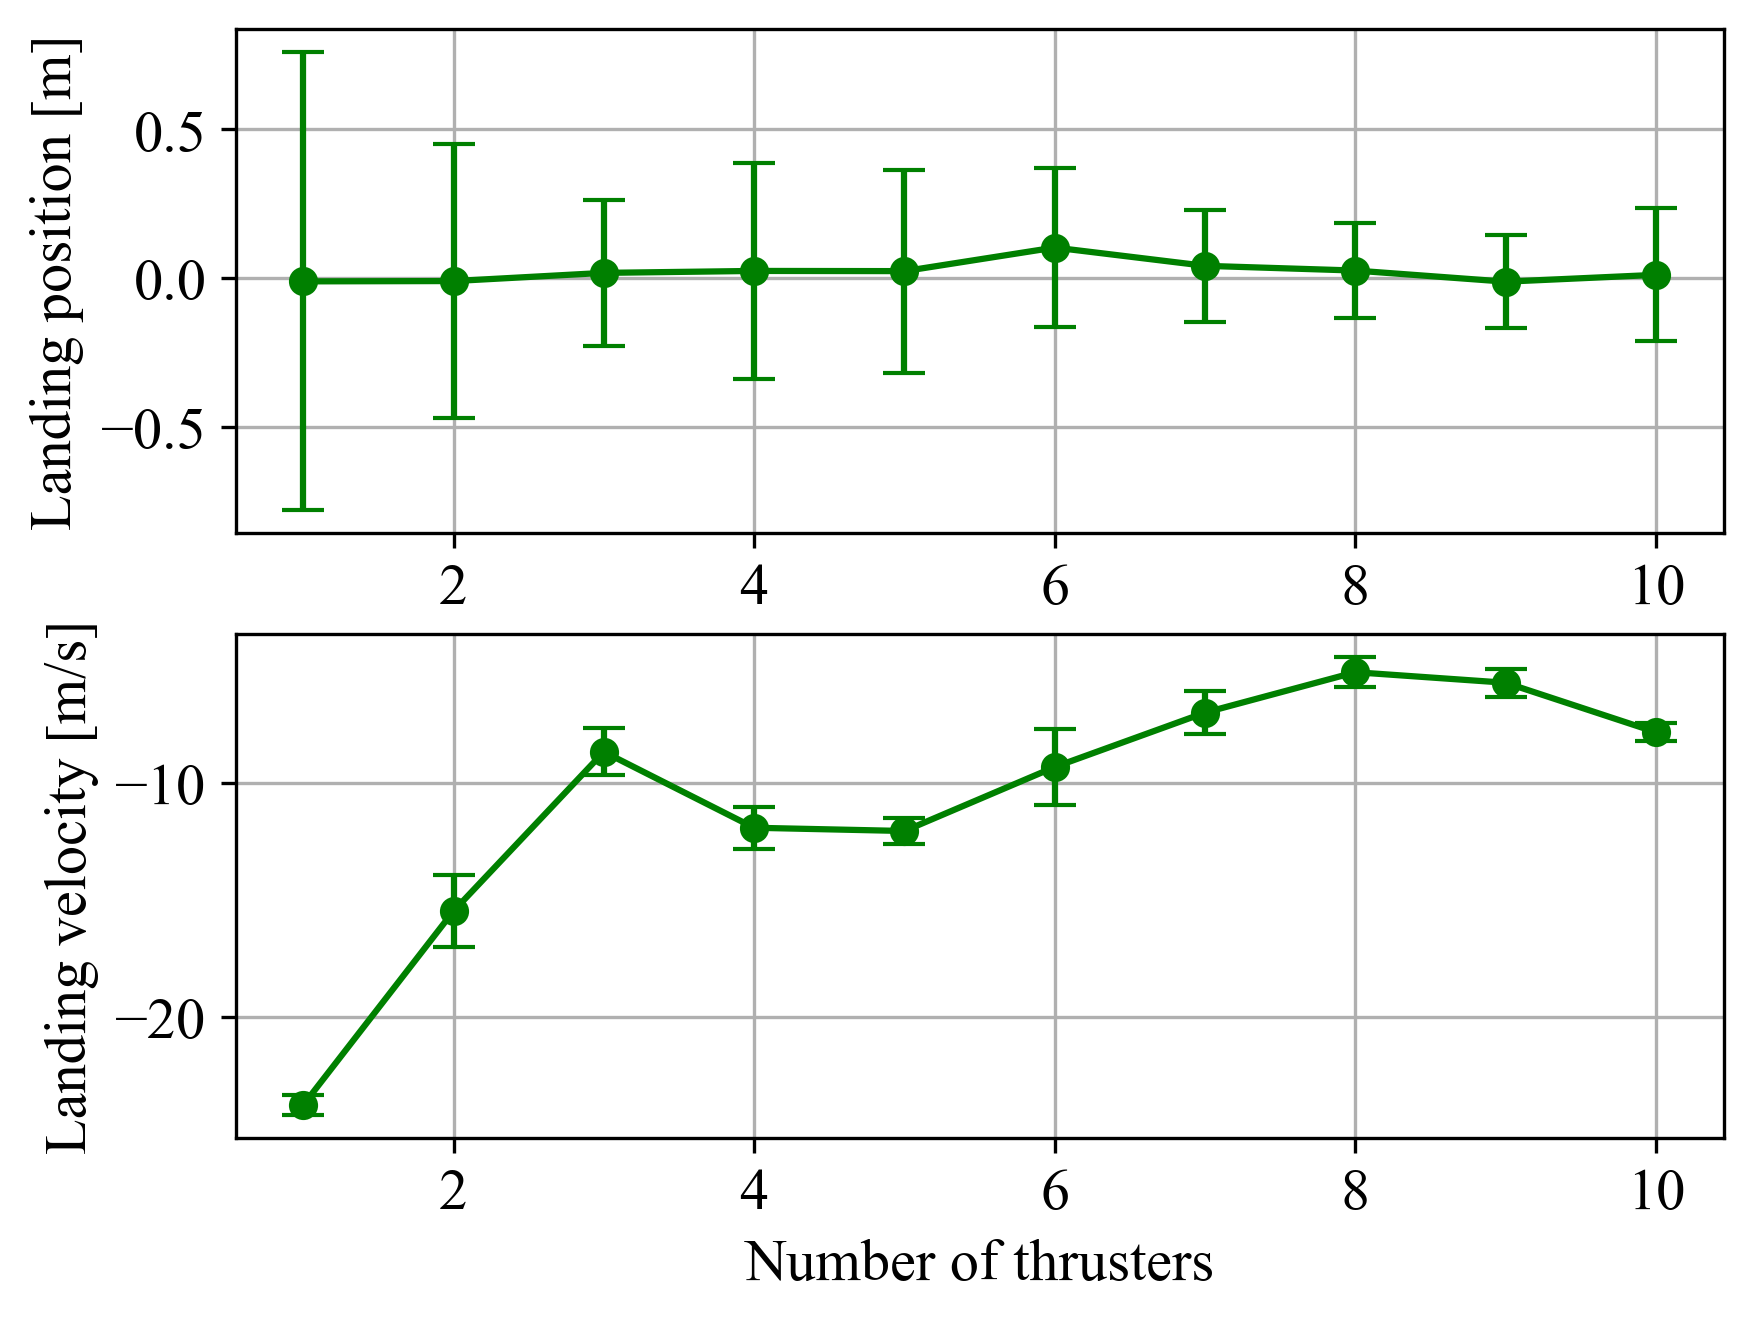 Landing position [m]
0.5
0.0
−0.5
2 4 6 8 10
Landing velocity [m/s]
−10
−20
2 4 6 8 10
Number of thrusters